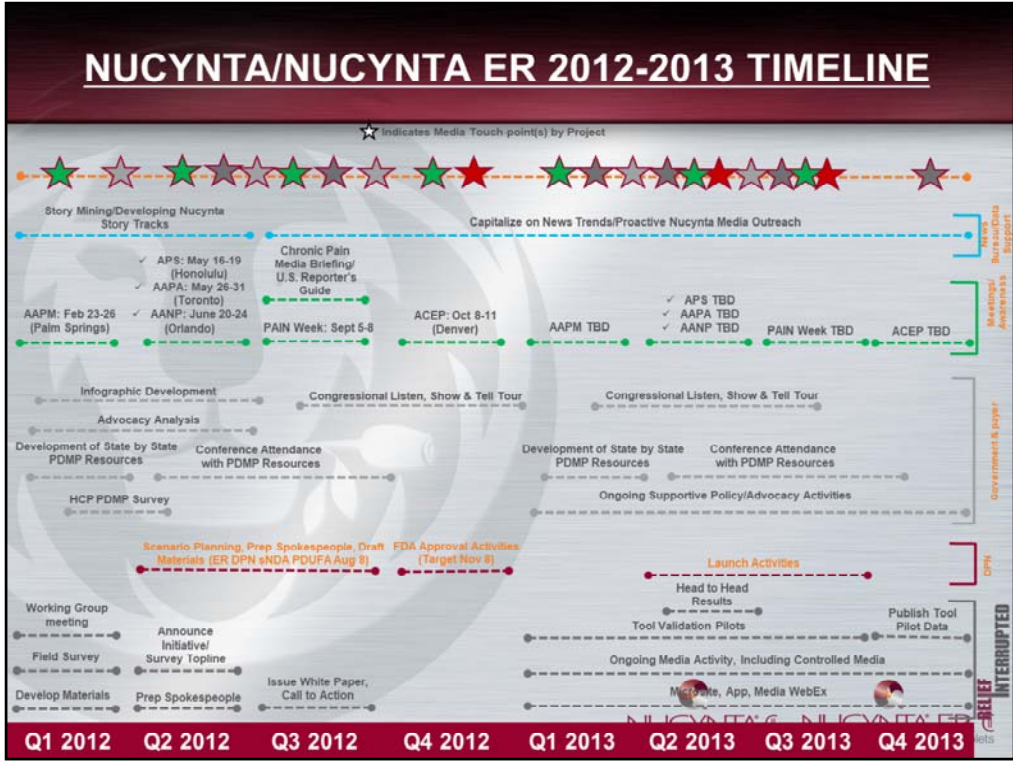 NUCYNTA/NUCYNTA ER 2012-2013 TIMELINE
Indicates Media Touch-point(s) by Project
Story Mining/Developing Nucynta
Story Tracks
Capitalize on News Trends/Proactive Nucynta Media Outreach
News
Bureau/Data
Support
AAPM: Feb 23-26
(Palm Springs)
✓ APS: May 16-19
(Honolulu)
✓ AAPA: May 26-31
(Toronto)
✓ AANP: June 20-24
(Orlando)
Chronic Pain
Media Briefing/
U.S. Reporter's
Guide
PAIN Week: Sept 5-8
ACEP: Oct 8-11
(Denver)
AAPM TBD
✓ APS TBD
✓ AAPA TBD
✓ AANP TBD
PAIN Week TBD
ACEP TBD
Meetings/
Awareness
Infographic Development
Congressional Listen, Show & Tell Tour
Congressional Listen, Show & Tell Tour
Advocacy Analysis
Development of State by State
PDMP Resources
Conference Attendance
with PDMP Resources
Development of State by State
PDMP Resources
Conference Attendance
with PDMP Resources
HCP PDMP Survey
Ongoing Supportive Policy/Advocacy Activities
Government & payer
Scenario Planning, Prep Spokespeople, Draft
Materials (ER DPN sNDA PDUFA Aug 8)
FDA Approval Activities
(Target Nov 8)
Launch Activities
DPN
Head to Head
Results
Working Group
meeting
Announce
Initiative/
Survey Topline
Tool Validation Pilots
Publish Tool
Pilot Data
Field Survey
Ongoing Media Activity, Including Controlled Media
Develop Materials
Prep Spokespeople
Issue White Paper,
Call to Action
Microsite, App, Media WebEx
RELIEF
INTERRUPTED
NUCYNTA
NUCYNTA ER
Q1 2012
Q2 2012
Q3 2012
Q4 2012
Q1 2013
Q2 2013
Q3 2013
Q4 2013